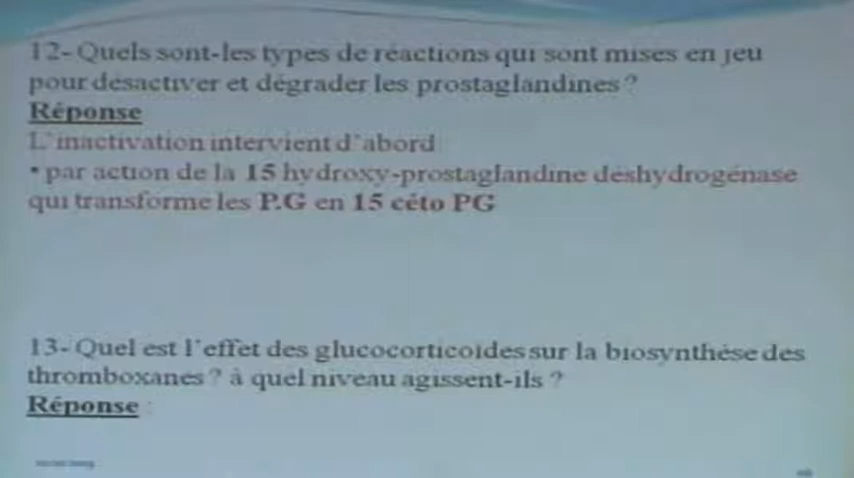 12- Quels sont-les types de réactions qui sont mises en jeu
pour désactiver et dégrader les prostaglandines ?
Réponse
L'inactivation intervient d'abord
• par action de la 15 hydroxy-prostaglandine déshydrogénase
qui transforme les P.G en 15 céto PG
13- Quel est l'effet des glucocorticoïdes sur la biosynthèse des
thromboxanes ? à quel niveau agissent-ils ?
Réponse :